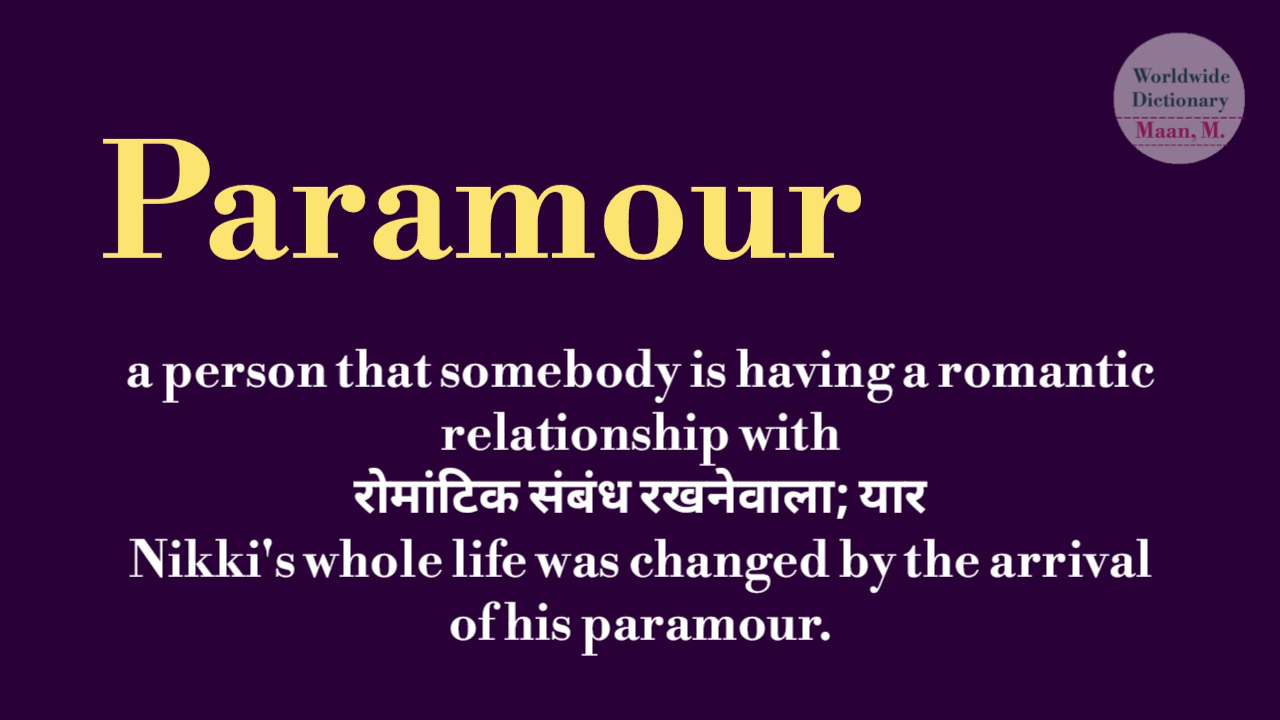 Worldwide
Dictionary
Maan, M.
Paramour
a person that somebody is having a romantic
relationship with
रोमांटिक संबंध रखनेवाला; यार
Nikki's whole life was changed by the arrival
of his paramour.